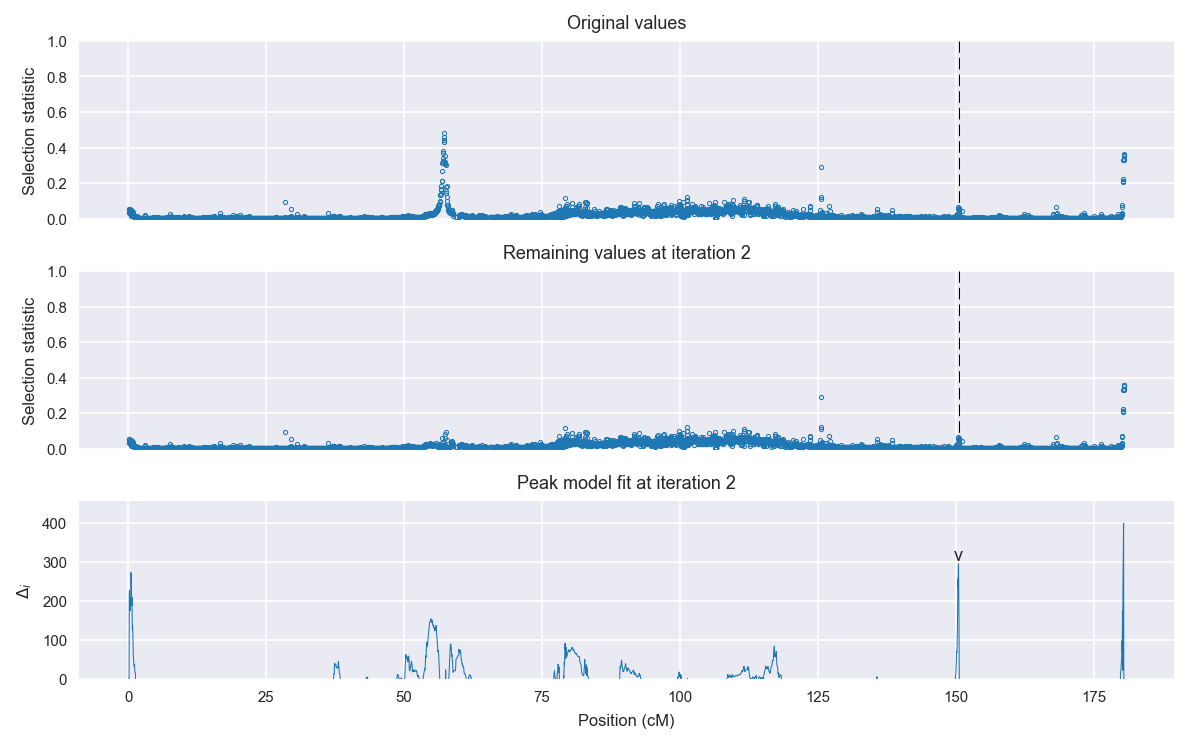 Original values
1.0
0.8
0.6
0.4
0.2
0.0
Selection statistic
Remaining values at iteration 2
1.0
0.8
0.6
0.4
0.2
0.0
Selection statistic
Peak model fit at iteration 2
400
300
200
100
0
Δi
v
0 25 50 75 100 125 150 175
Position (cM)